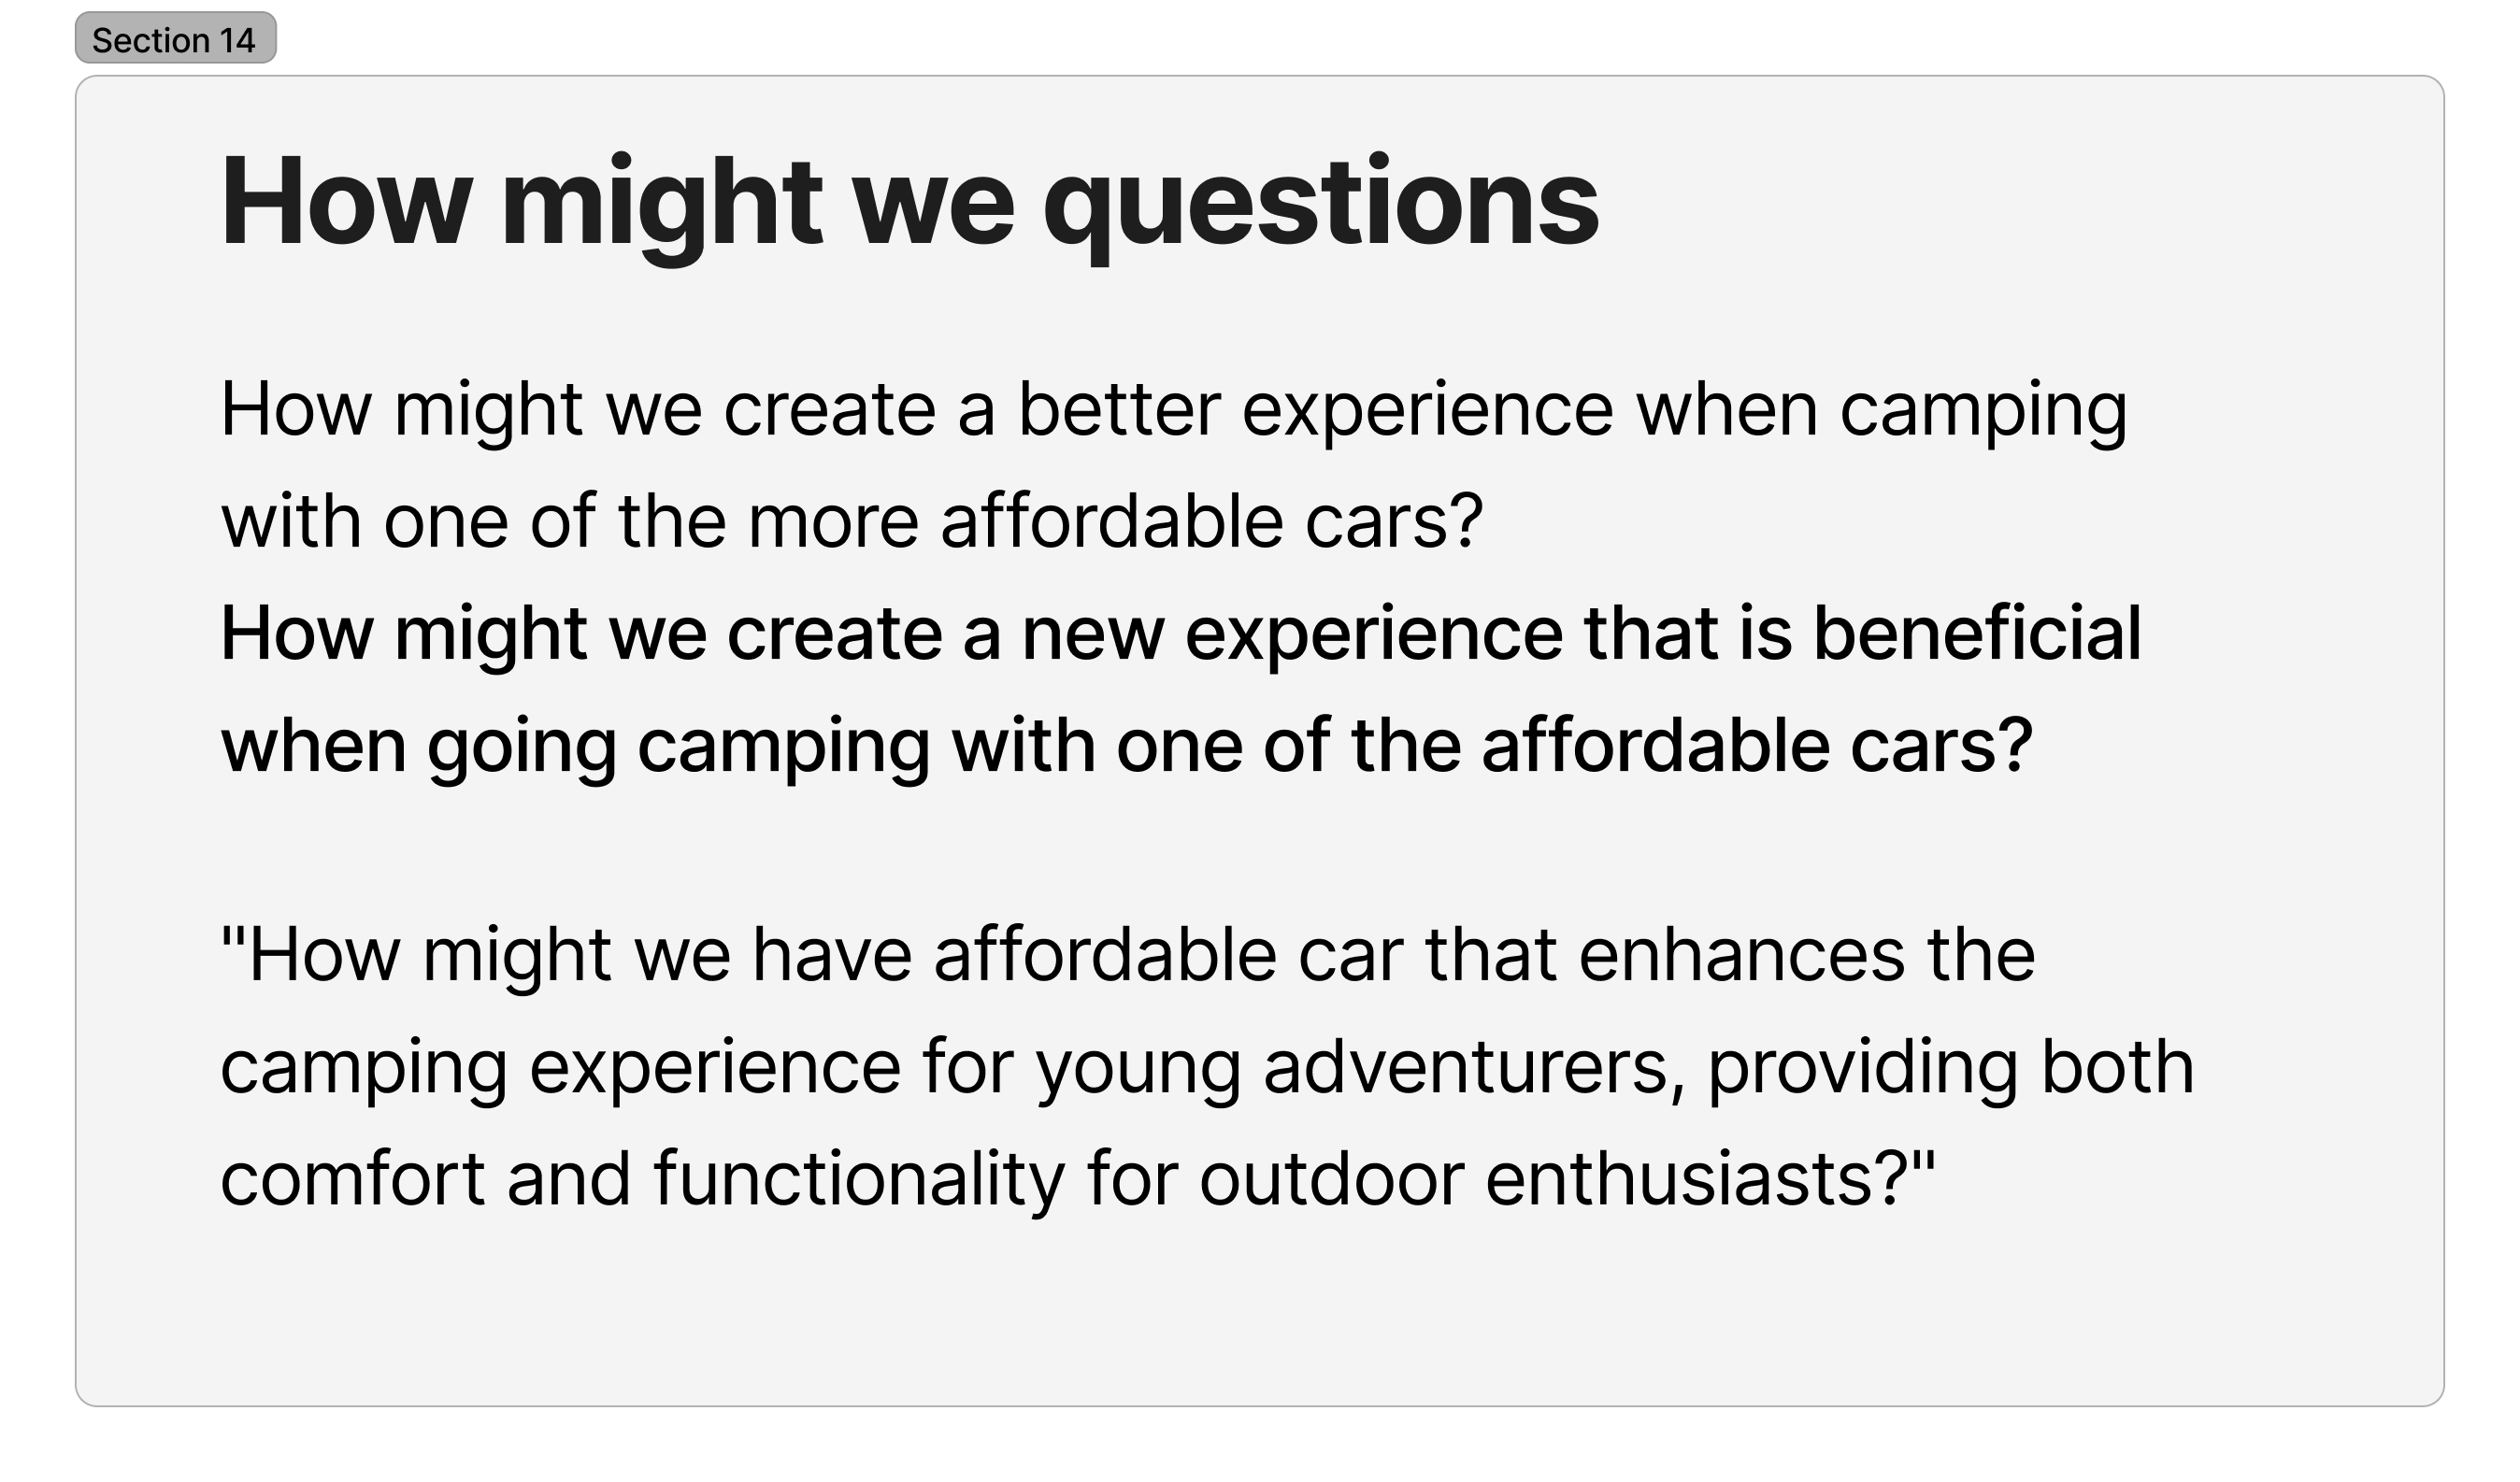 Section 14
How might we questions
How might we create a better experience when camping
with one of the more affordable cars?
How might we create a new experience that is beneficial
when going camping with one of the affordable cars?
"How might we have affordable car that enhances the
camping experience for young adventurers, providing both
comfort and functionality for outdoor enthusiasts?"